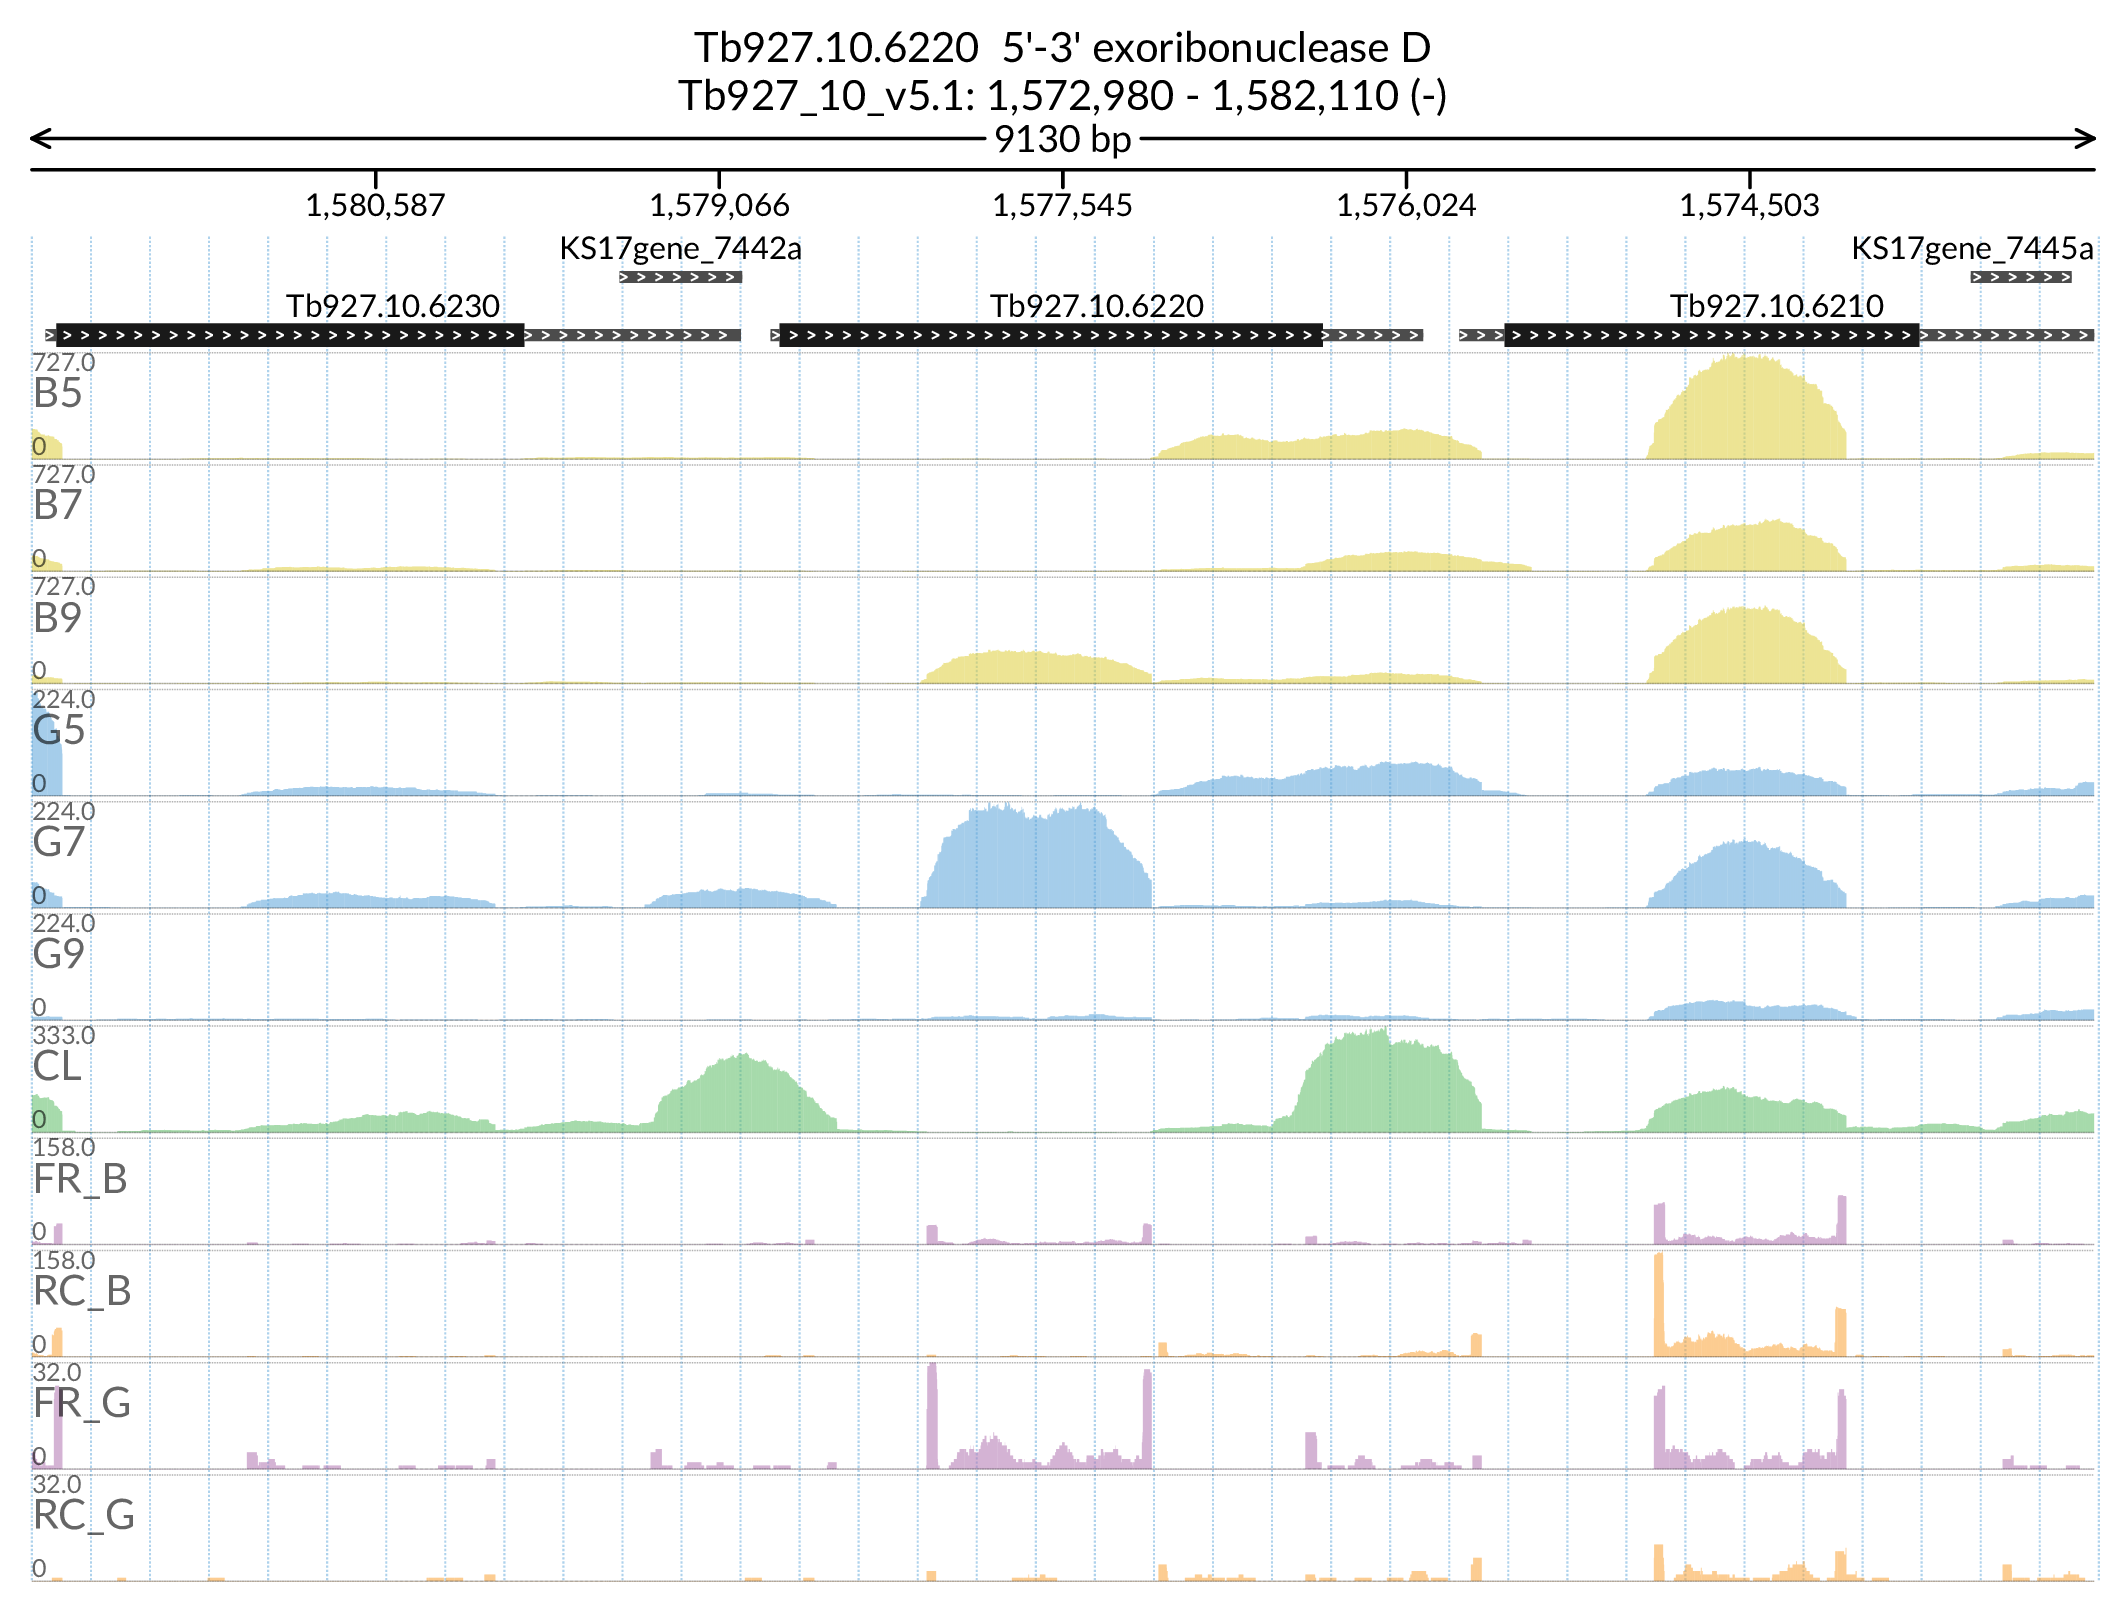 Tb927.10.6220  5'-3' exoribonuclease D
Tb927_10_v5.1: 1,572,980 - 1,582,110 (-)
9130 bp
1,580,587 1,579,066 1,577,545 1,576,024 1,574,503
KS17gene_7442a KS17gene_7445a
Tb927.10.6230 Tb927.10.6220 Tb927.10.6210
727.0
B5
0
727.0
B7
0
727.0
B9
0
224.0
G5
0
224.0
G7
0
224.0
G9
0
333.0
CL
0
158.0
FR_B
0
158.0
RC_B
0
32.0
FR_G
0
32.0
RC_G
0